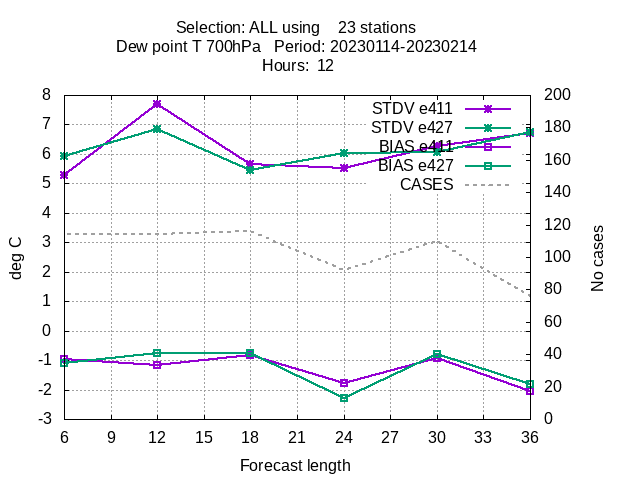 Selection: ALL using    23 stations
Dew point T 700hPa   Period: 20230114-20230214
Hours: 12
8 200
7 180
6 160
5 140
4 120
3 100
2 80
1 60
0 40
-1 20
-2 0
-3
STDV e411
STDV e427
BIAS e411
BIAS e427
CASES
deg C
No cases
6 9 12 15 18 21 24 27 30 33 36
Forecast length